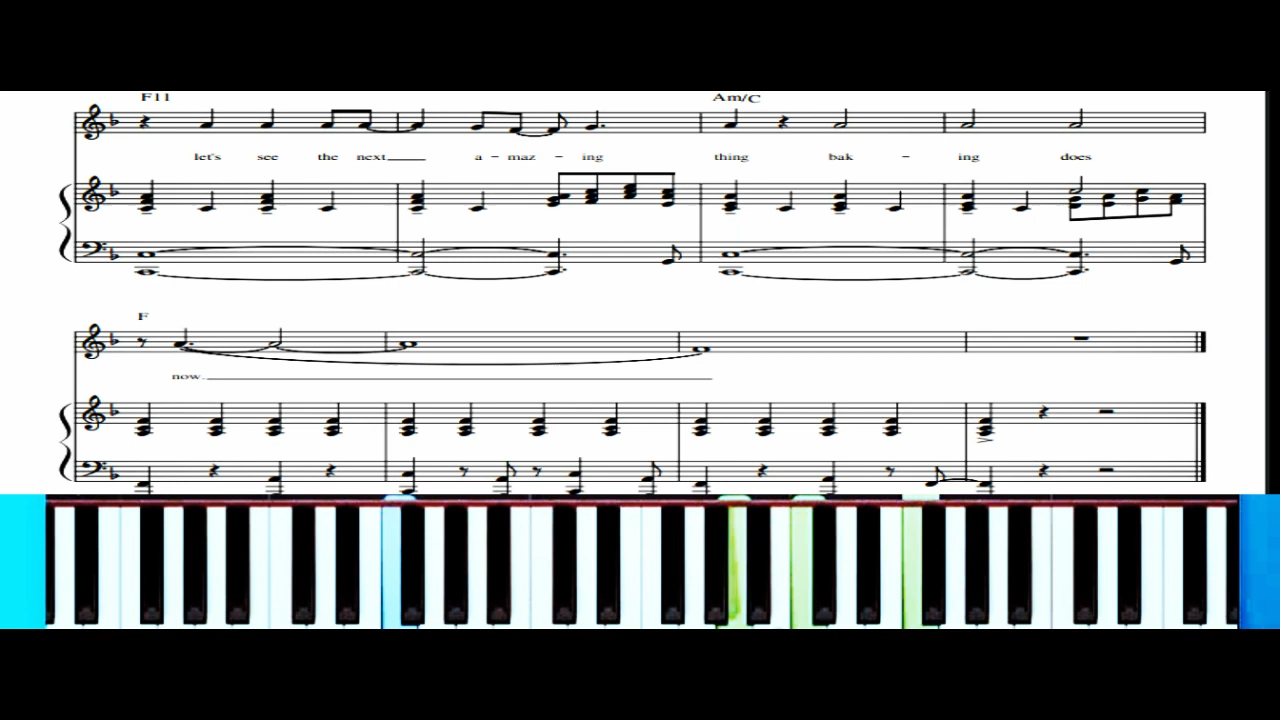 F11 Am/C
let's see the next a - maz - ing thing bak - ing does
F
now.